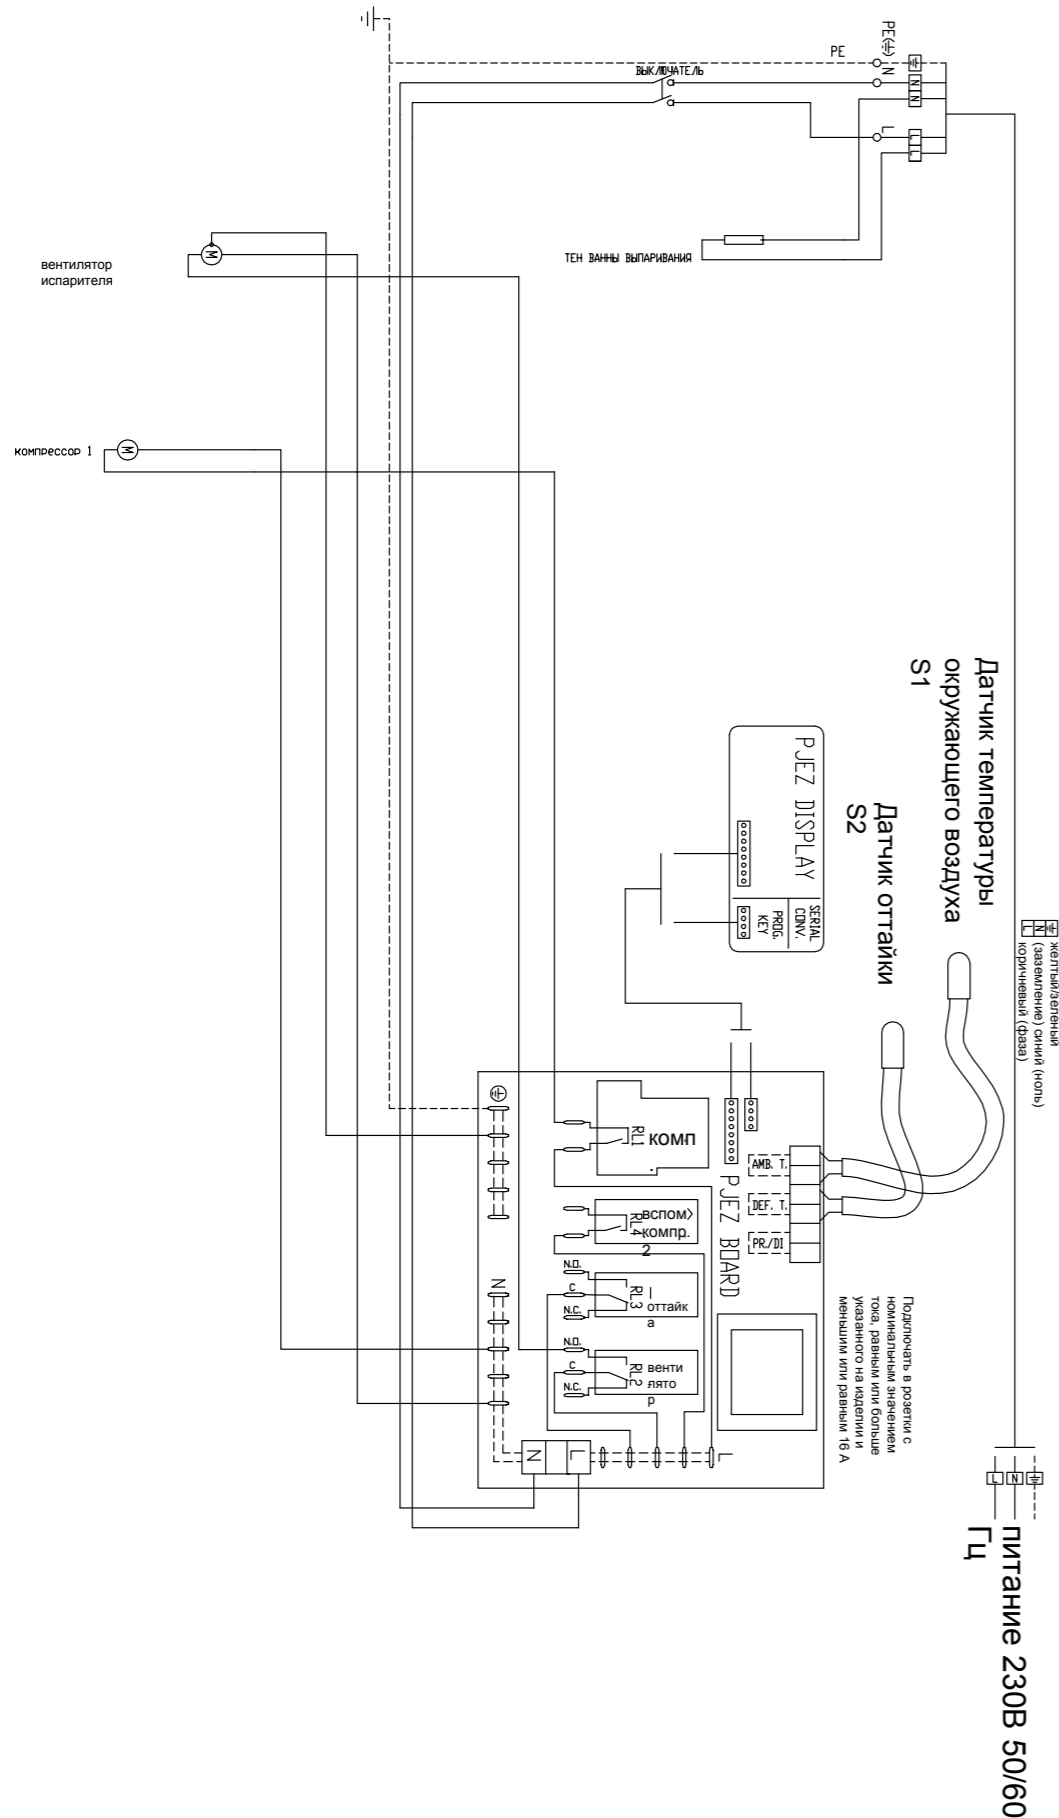 PE(⏚)
PE
N
⏚
N
N
ВЫКЛЮЧАТЕЛЬ
L
L
L
ТЕН ВАННЫ ВЫПАРИВАНИЯ
вентилятор
испарителя
M
компрессор 1
M
Датчик температуры
окружающего воздуха
S1
Датчик оттайки
S2
PJEZ DISPLAY
SERIAL
CONV.
PROG.
KEY
⏚
N
L
желтый/зеленый
(заземление) синий (ноль)
коричневый (фаза)
RL1
комп
AMB. T.
DEF. T.
PR./DI
PJEZ BOARD
RL4
вспом>
компр.
2
N.O.
C
N.C.
RL3
|
оттайк
а
N.O.
C
N.C.
RL2
венти
лято
р
⏚
N
N
L
L
Подключать в розетки с
номинальным значением
тока, равным или больше
указанного на изделии и
меньшим или равным 16 А
⏚
N
L
питание 230В 50/60
Гц